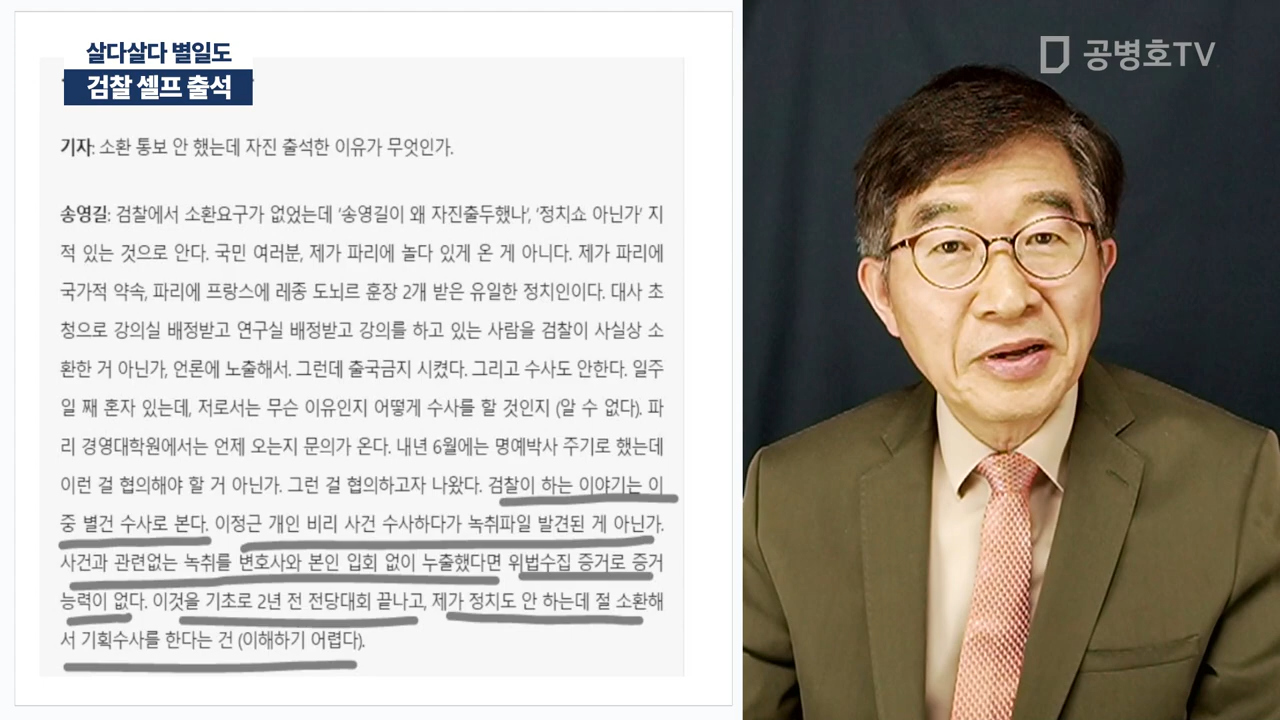 살다살다 별일도
검찰 셀프 출석
공병호TV
기자: 소환 통보 안 했는데 자진 출석한 이유가 무엇인가.
송영길: 검찰에서 소환요구가 없었는데 ‘송영길이 왜 자진출두했나’, ‘정치쇼 아닌가’ 지
적 있는 것으로 안다. 국민 여러분, 제가 파리에 놀다 있게 온 게 아니다. 제가 파리에
국가적 약속, 파리에 프랑스에 레종 도뇌르 훈장 2개 받은 유일한 정치인이다. 대사 초
청으로 강의실 배정받고 연구실 배정받고 강의를 하고 있는 사람을 검찰이 사실상 소
환한 거 아닌가, 언론에 노출해서. 그런데 출국금지 시켰다. 그리고 수사도 안한다. 일주
일 째 혼자 있는데, 저로서는 무슨 이유인지 어떻게 수사를 할 것인지 (알 수 없다). 파
리 경영대학원에서는 언제 오는지 문의가 온다. 내년 6월에는 명예박사 주기로 했는데
이런 걸 협의해야 할 거 아닌가. 그런 걸 협의하고자 나왔다. 검찰이 하는 이야기는 이
중 별건 수사로 본다. 이정근 개인 비리 사건 수사하다가 녹취파일 발견된 게 아닌가.
사건과 관련없는 녹취를 변호사와 본인 입회 없이 누출했다면 위법수집 증거로 증거
능력이 없다. 이것을 기초로 2년 전 전당대회 끝나고, 제가 정치도 안 하는데 절 소환해
서 기획수사를 한다는 건 (이해하기 어렵다).